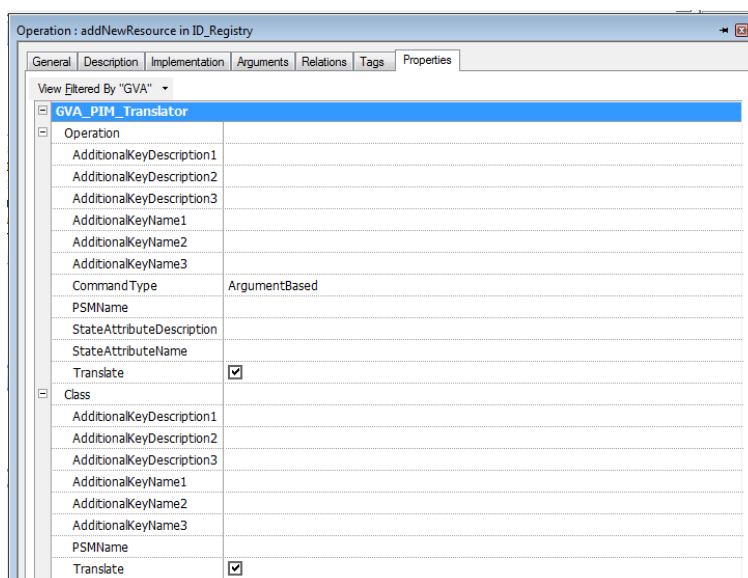 Operation : addNewResource in ID_Registry
General Description Implementation Arguments Relations Tags Properties
View Filtered By "GVA"
GVA_PIM_Translator
Operation
AdditionalKeyDescription1
AdditionalKeyDescription2
AdditionalKeyDescription3
AdditionalKeyName1
AdditionalKeyName2
AdditionalKeyName3
CommandType ArgumentBased
PSMName
StateAttributeDescription
StateAttributeName
Translate
Class
AdditionalKeyDescription1
AdditionalKeyDescription2
AdditionalKeyDescription3
AdditionalKeyName1
AdditionalKeyName2
AdditionalKeyName3
PSMName
Translate